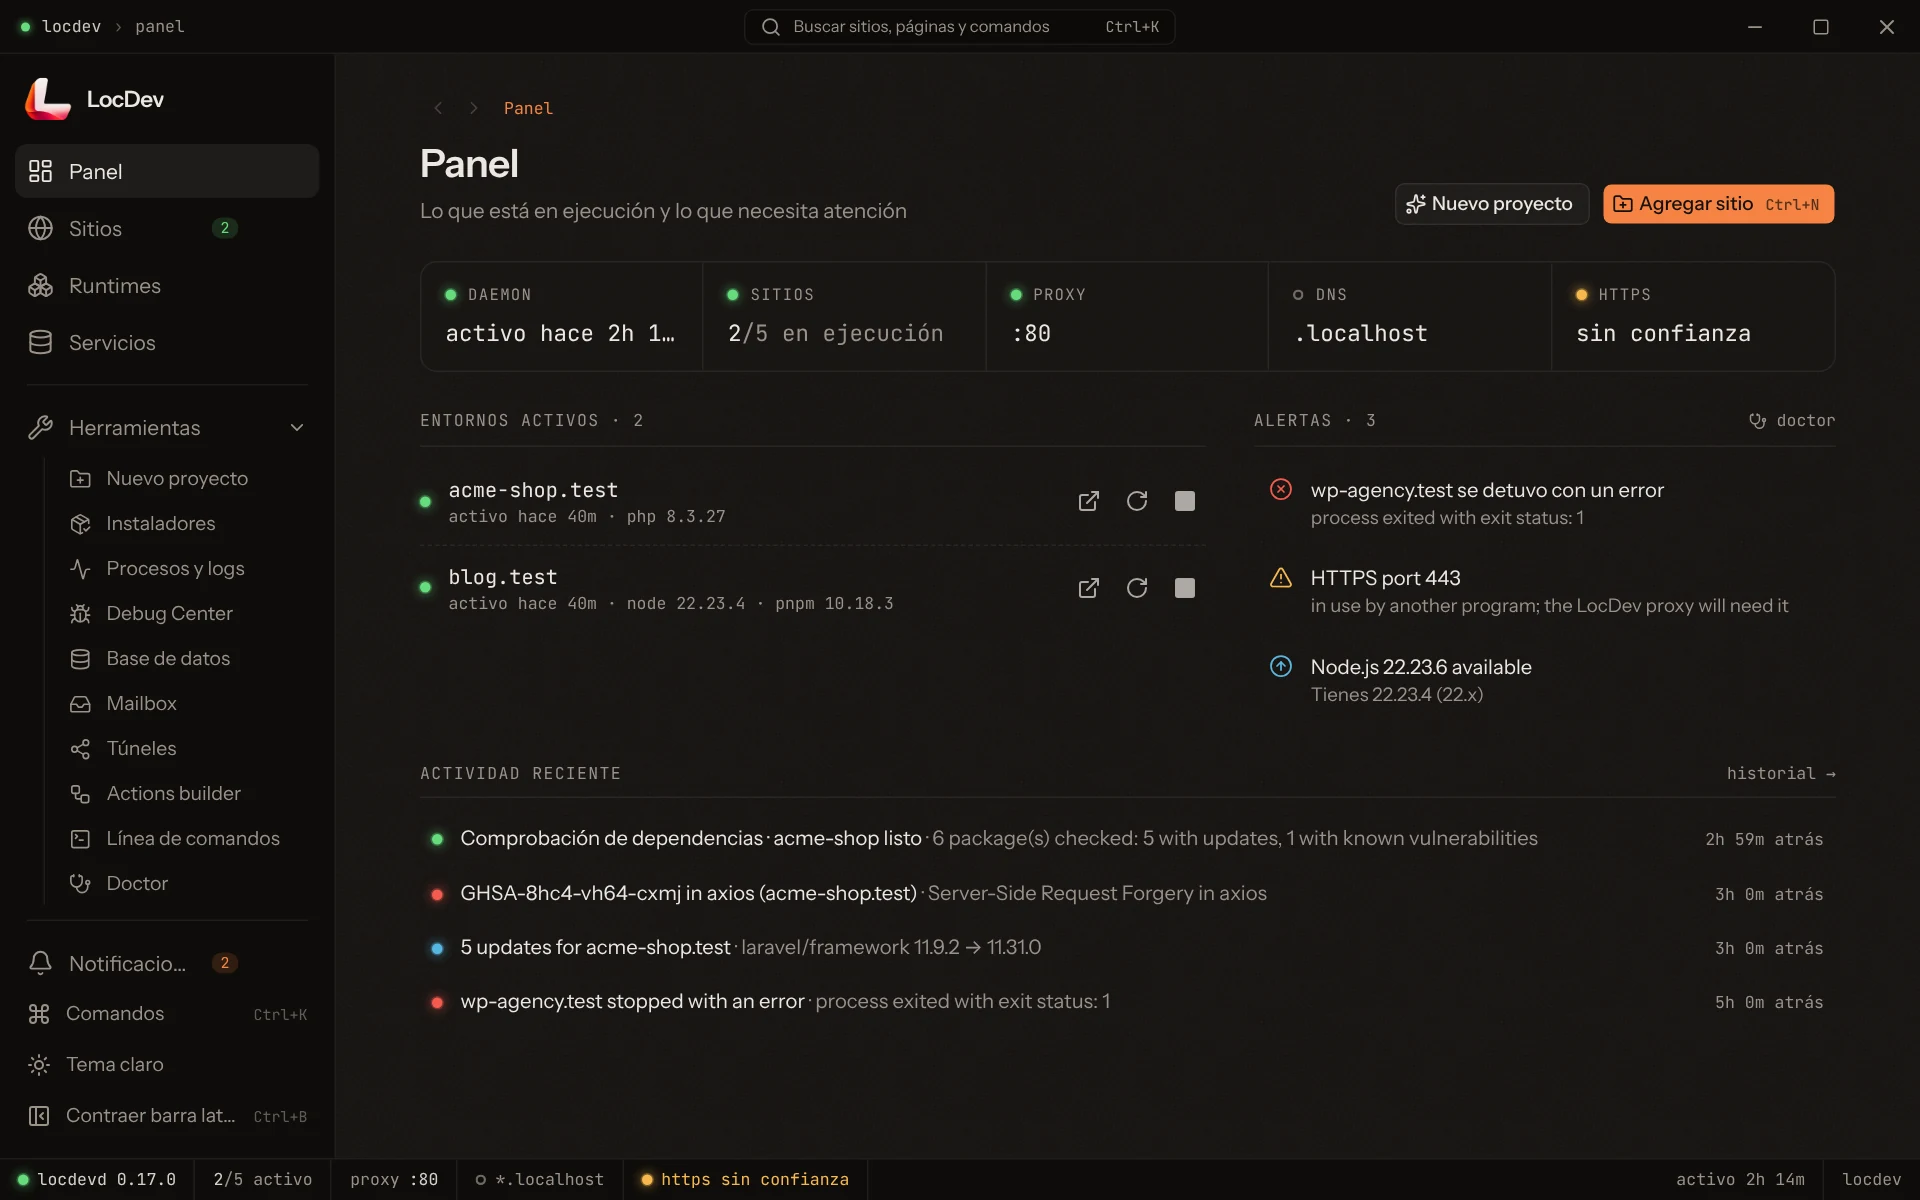 locdev › panel
Buscar sitios, páginas y comandos Ctrl+K
LocDev
Panel
Sitios 2
Runtimes
Servicios
Herramientas
Nuevo proyecto
Instaladores
Procesos y logs
Debug Center
Base de datos
Mailbox
Túneles
Actions builder
Línea de comandos
Doctor
Notificacio... 2
Comandos Ctrl+K
Tema claro
Contraer barra lat... Ctrl+B
Panel
Panel
Lo que está en ejecución y lo que necesita atención
Nuevo proyecto
Agregar sitio Ctrl+N
DAEMON
activo hace 2h 1…
SITIOS
2/5 en ejecución
PROXY
:80
DNS
.localhost
HTTPS
sin confianza
ENTORNOS ACTIVOS · 2
acme-shop.test
activo hace 40m · php 8.3.27
blog.test
activo hace 40m · node 22.23.4 · pnpm 10.18.3
ALERTAS · 3 doctor
wp-agency.test se detuvo con un error
process exited with exit status: 1
HTTPS port 443
in use by another program; the LocDev proxy will need it
Node.js 22.23.6 available
Tienes 22.23.4 (22.x)
ACTIVIDAD RECIENTE historial →
Comprobación de dependencias · acme-shop listo · 6 package(s) checked: 5 with updates, 1 with known vulnerabilities 2h 59m atrás
GHSA-8hc4-vh64-cxmj in axios (acme-shop.test) · Server-Side Request Forgery in axios 3h 0m atrás
5 updates for acme-shop.test · laravel/framework 11.9.2 → 11.31.0 3h 0m atrás
wp-agency.test stopped with an error · process exited with exit status: 1 5h 0m atrás
locdevd 0.17.0 2/5 activo proxy :80 *.localhost https sin confianza activo 2h 14m locdev